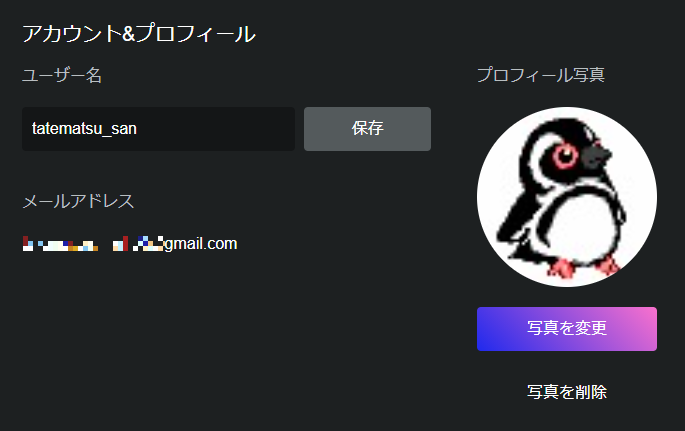 アカウント&プロフィール
ユーザー名
プロフィール写真
tatematsu_san
保存
メールアドレス
gmail.com
写真を変更
写真を削除